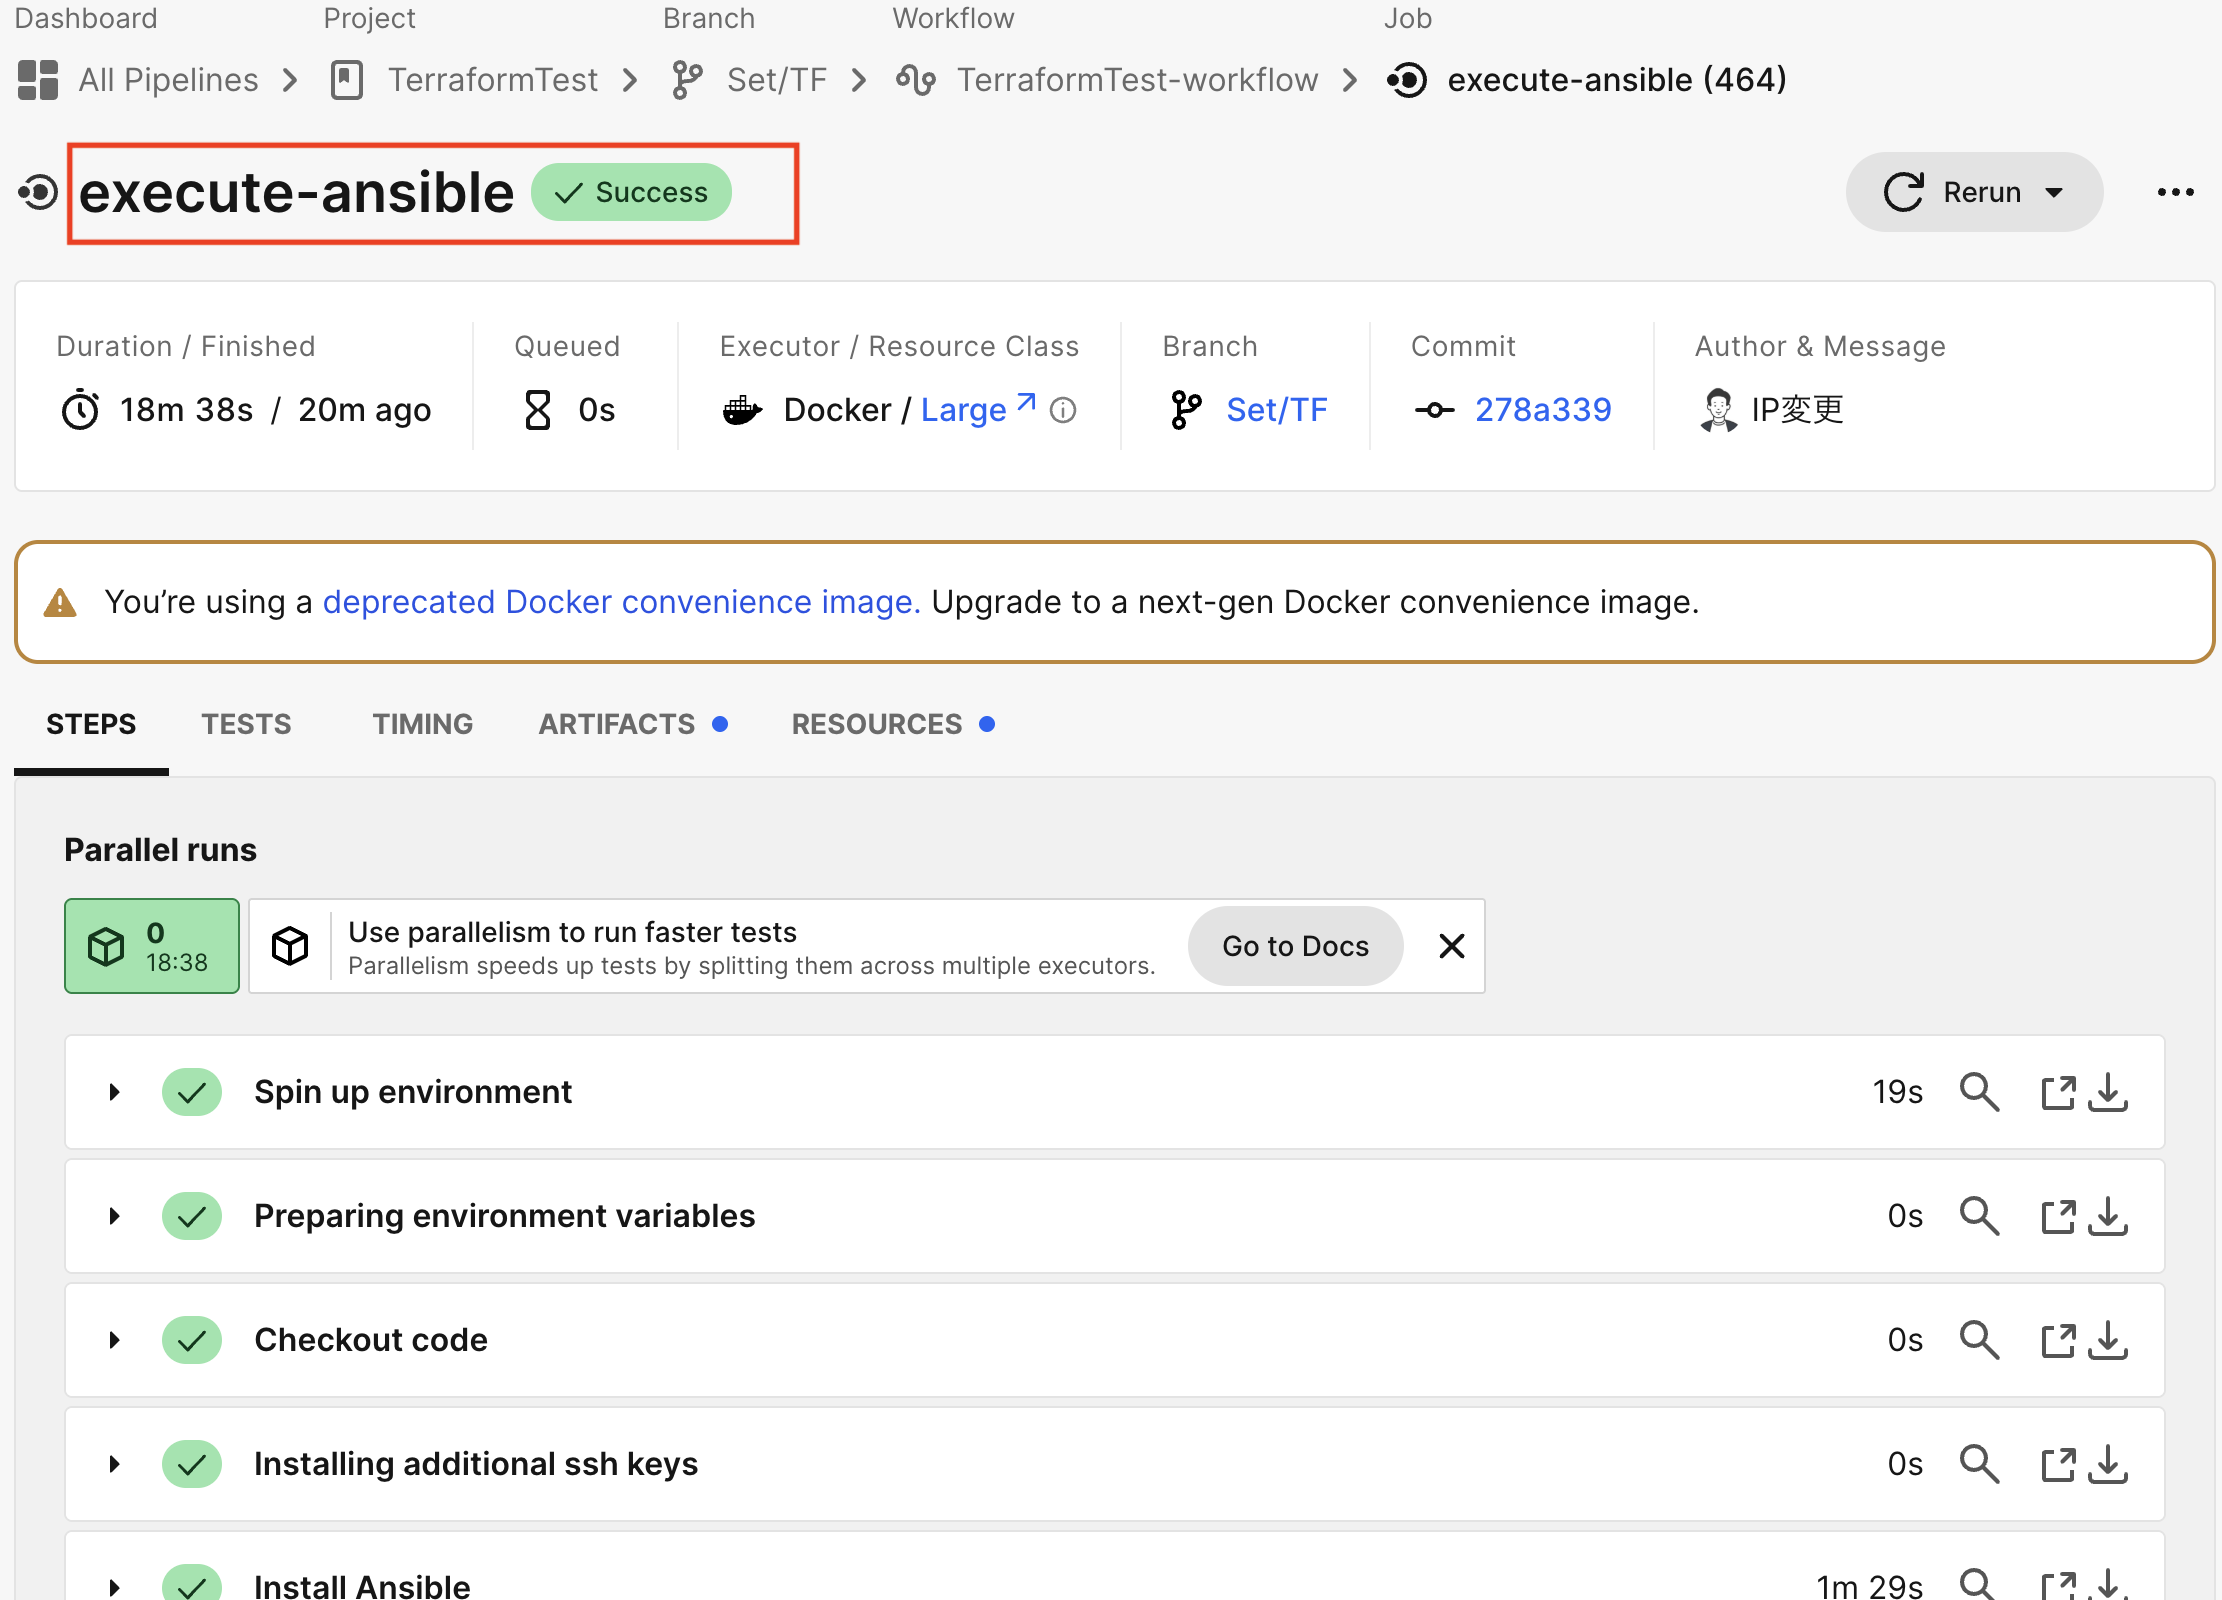 Dashboard Project Branch Workflow Job
All Pipelines TerraformTest Set/TF TerraformTest-workflow execute-ansible (464)
execute-ansible Success Rerun
Duration / Finished Queued Executor / Resource Class Branch Commit Author & Message
18m 38s / 20m ago 0s Docker / Large Set/TF 278a339 IP変更
You’re using a deprecated Docker convenience image. Upgrade to a next-gen Docker convenience image.
STEPS TESTS TIMING ARTIFACTS RESOURCES
Parallel runs
0
18:38
Use parallelism to run faster tests
Parallelism speeds up tests by splitting them across multiple executors.
Go to Docs
Spin up environment 19s
Preparing environment variables 0s
Checkout code 0s
Installing additional ssh keys 0s
Install Ansible 1m 29s